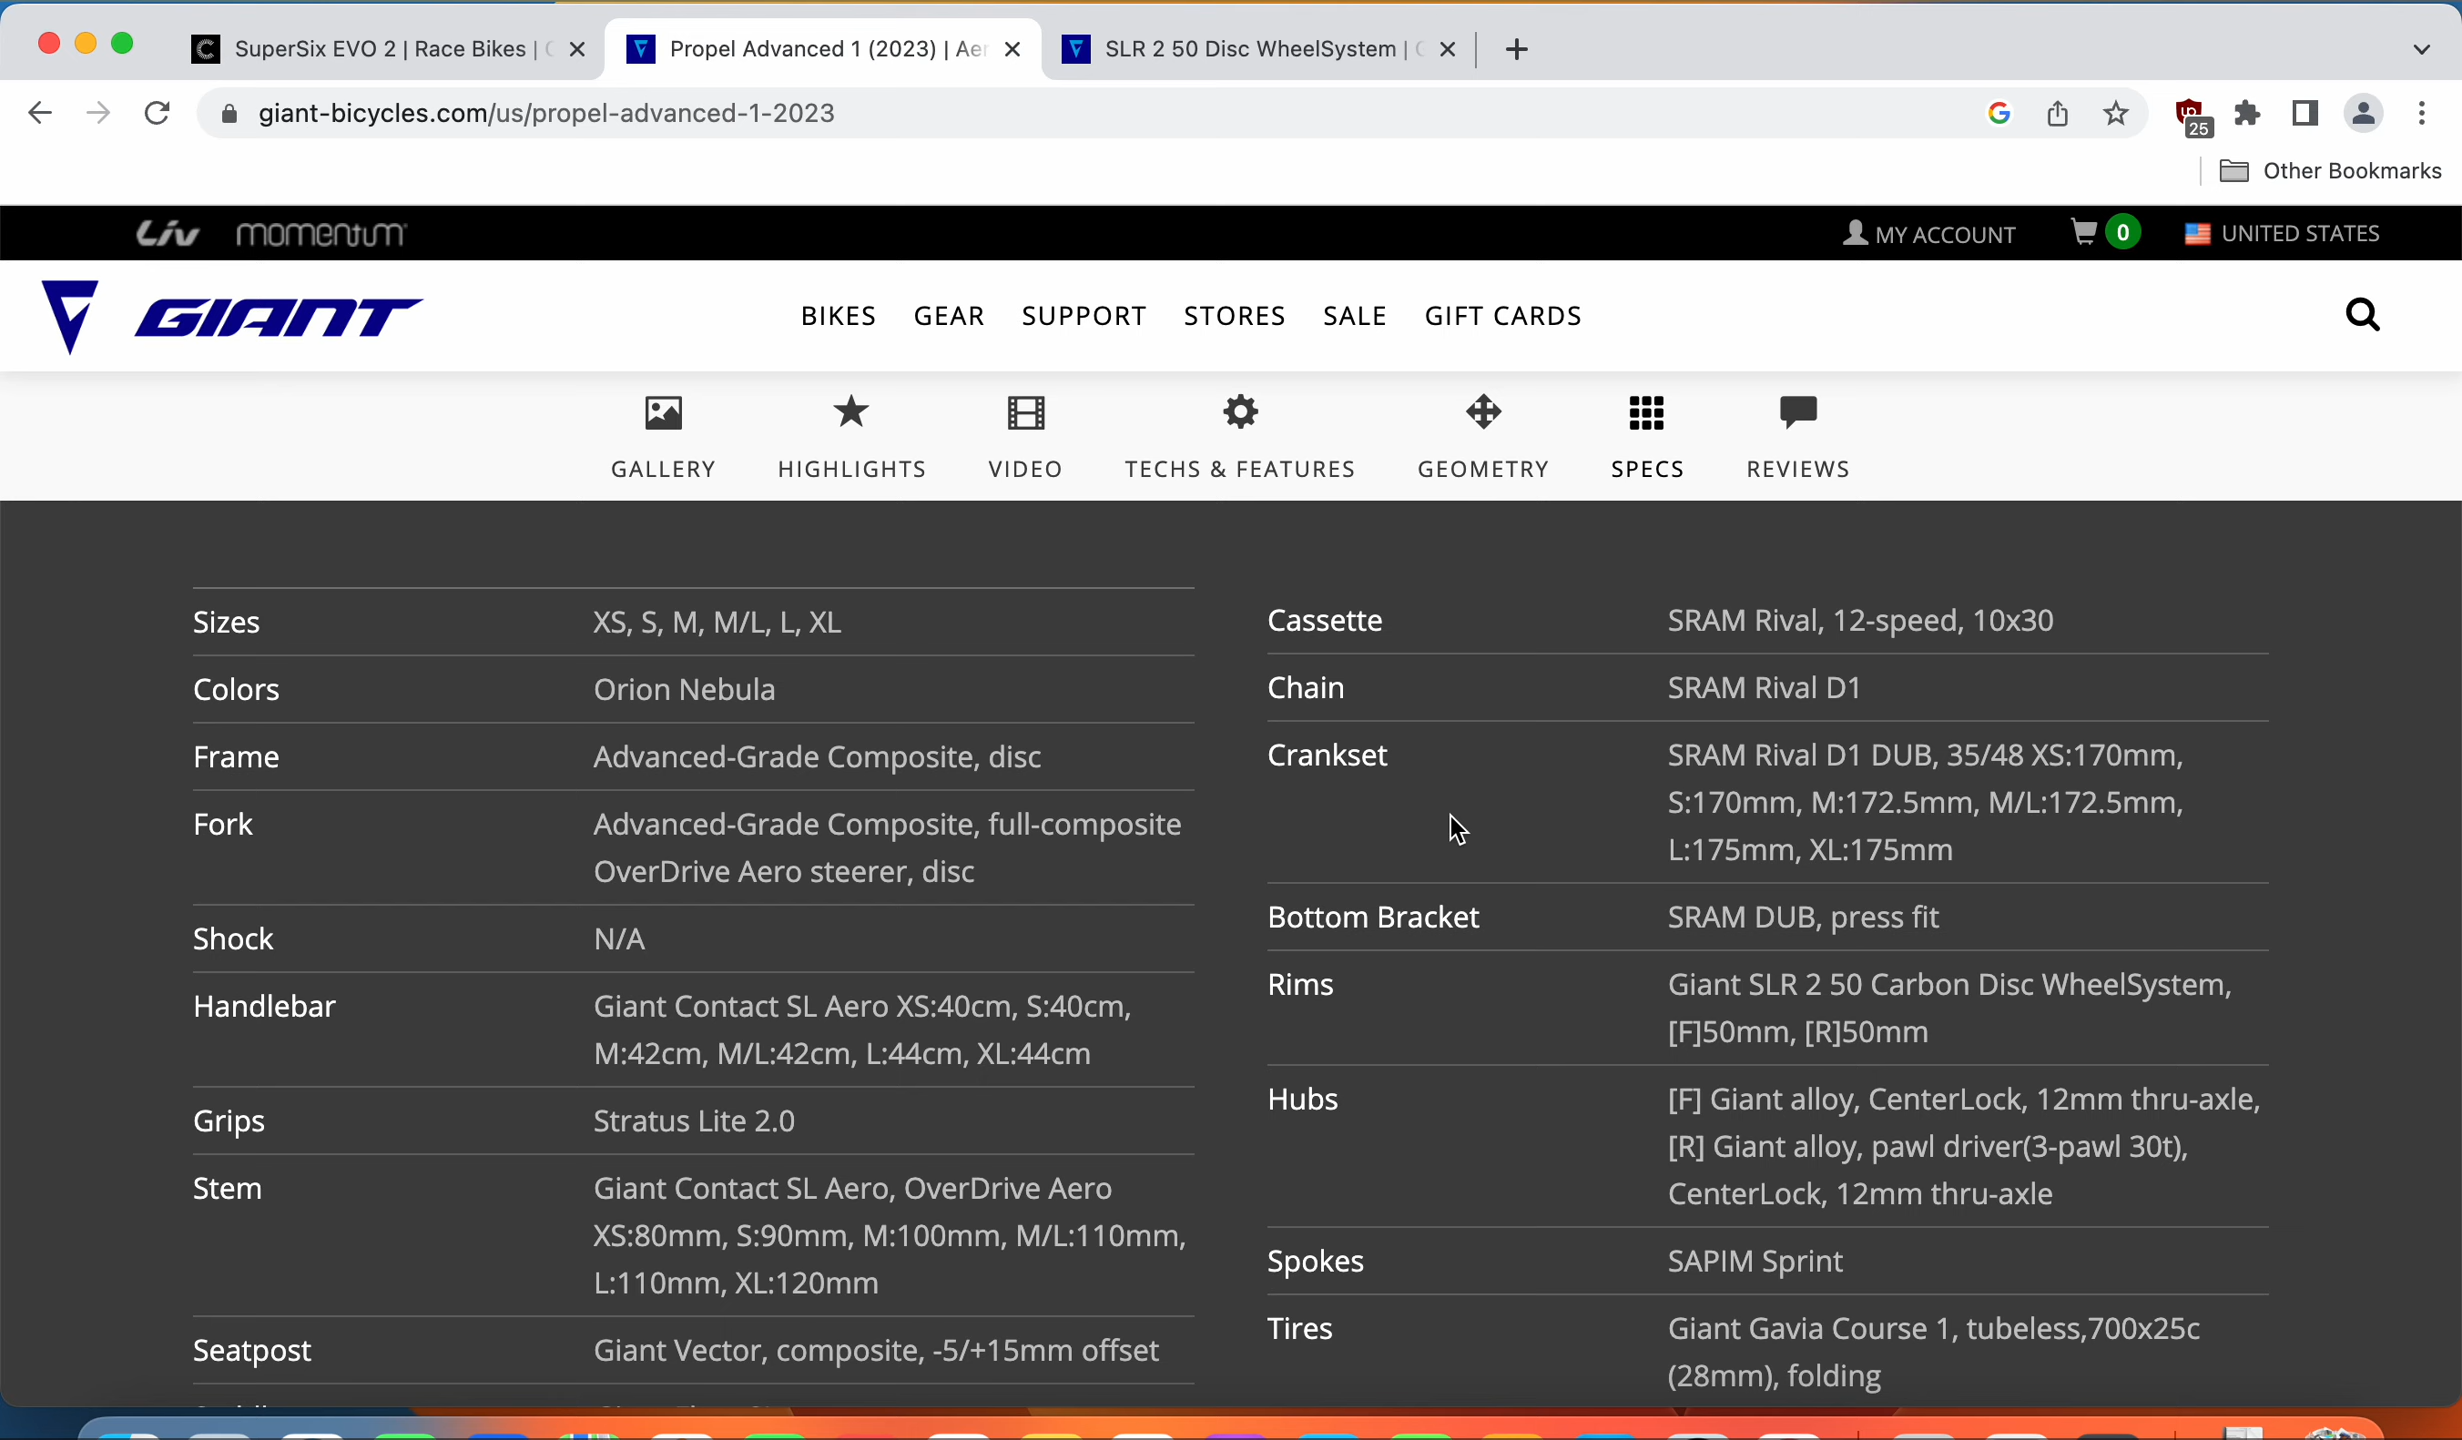 SuperSix EVO 2 | Race Bikes |
Propel Advanced 1 (2023) | Aer
SLR 2 50 Disc WheelSystem |
giant-bicycles.com/us/propel-advanced-1-2023
25
Other Bookmarks
Liv momentum
MY ACCOUNT
0
UNITED STATES
GIANT
BIKES GEAR SUPPORT STORES SALE GIFT CARDS
GALLERY HIGHLIGHTS VIDEO TECHS & FEATURES GEOMETRY SPECS REVIEWS
Sizes XS, S, M, M/L, L, XL
Colors Orion Nebula
Frame Advanced-Grade Composite, disc
Fork Advanced-Grade Composite, full-composite
OverDrive Aero steerer, disc
Shock N/A
Handlebar Giant Contact SL Aero XS:40cm, S:40cm,
M:42cm, M/L:42cm, L:44cm, XL:44cm
Grips Stratus Lite 2.0
Stem Giant Contact SL Aero, OverDrive Aero
XS:80mm, S:90mm, M:100mm, M/L:110mm,
L:110mm, XL:120mm
Seatpost Giant Vector, composite, -5/+15mm offset
Cassette SRAM Rival, 12-speed, 10x30
Chain SRAM Rival D1
Crankset SRAM Rival D1 DUB, 35/48 XS:170mm,
S:170mm, M:172.5mm, M/L:172.5mm,
L:175mm, XL:175mm
Bottom Bracket SRAM DUB, press fit
Rims Giant SLR 2 50 Carbon Disc WheelSystem,
[F]50mm, [R]50mm
Hubs [F] Giant alloy, CenterLock, 12mm thru-axle,
[R] Giant alloy, pawl driver(3-pawl 30t),
CenterLock, 12mm thru-axle
Spokes SAPIM Sprint
Tires Giant Gavia Course 1, tubeless,700x25c
(28mm), folding